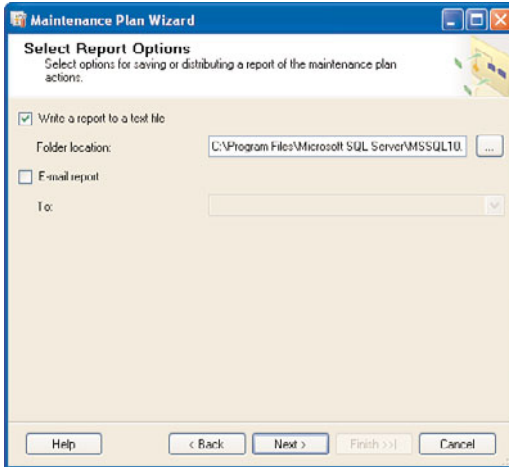 Maintenance Plan Wizard
Select Report Options
Select options for saving or distributing a report of the maintenance plan
actions.
Write a report to a text file
Folder location: C:\Program Files\Microsoft SQL Server\MSSQL10. ...
E-mail report
To:
Help < Back Next > Finish >>| Cancel